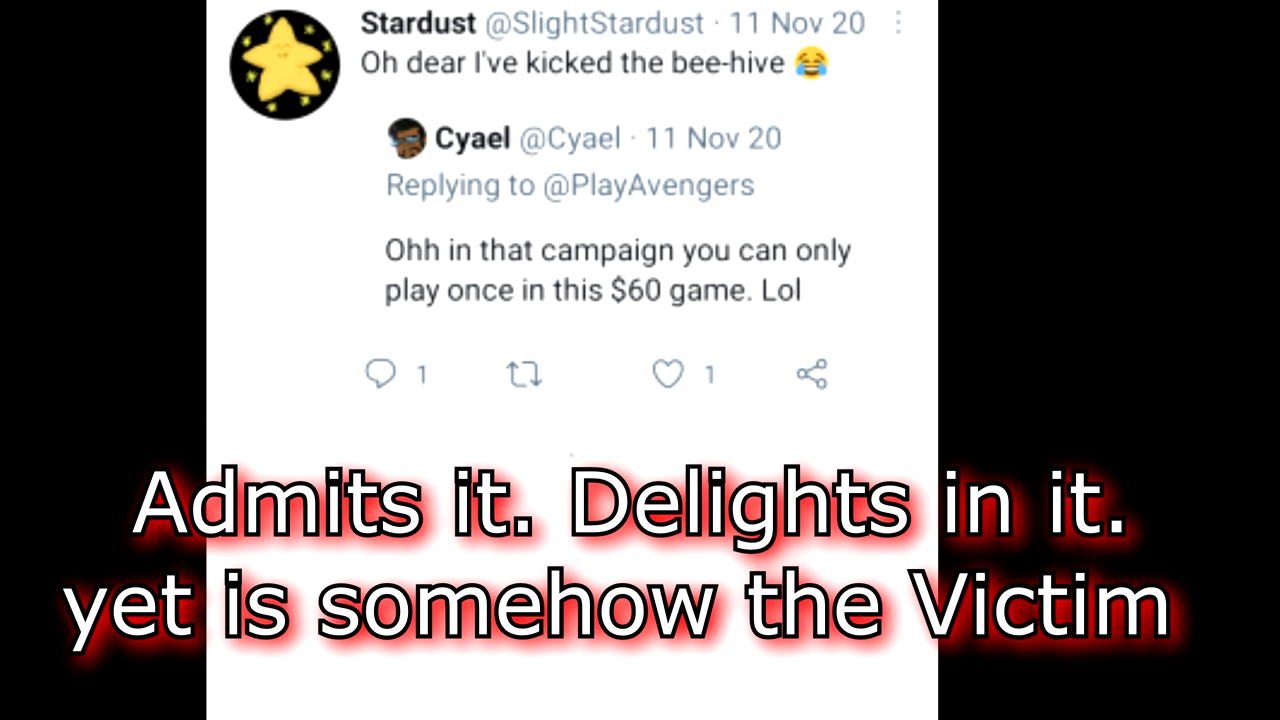 Stardust @SlightStardust · 11 Nov 20
Oh dear I've kicked the bee-hive 😂
Cyael @Cyael · 11 Nov 20
Replying to @PlayAvengers
Ohh in that campaign you can only
play once in this $60 game. Lol
1 1
Admits it. Delights in it.
yet is somehow the Victim